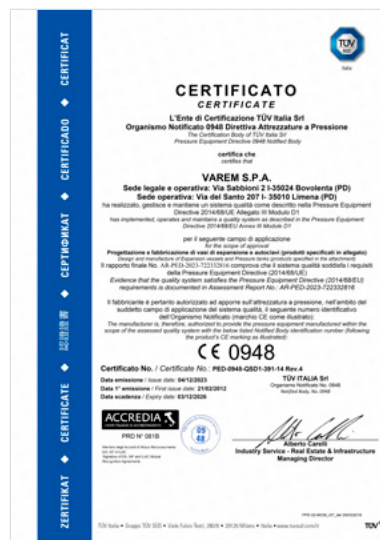 ZERTIFIKAT ◆ CERTIFICATE ◆ 認證證書 ◆ СЕРТИФИКАТ ◆ CERTIFICADO ◆ CERTIFICAT
TÜV
SÜD
Italia
CERTIFICATO
CERTIFICATE
L'Ente di Certificazione TÜV Italia Srl
Organismo Notificato 0948 Direttiva Attrezzature a Pressione
The Certification Body of TÜV Italia Srl
Pressure Equipment Directive 0948 Notified Body
certifica che
certifies that
VAREM S.P.A.
Sede legale e operativa: Via Sabbioni 2 I-35024 Bovolenta (PD)
Sede operativa: Via del Santo 207 I- 35010 Limena (PD)
ha realizzato, gestisce e mantiene un sistema qualità come descritto nella Pressure Equipment
Directive 2014/68/UE Allegato III Modulo D1
has implemented, operates and maintains a quality system as described in the Pressure Equipment
Directive 2014/68/EU Annex III Module D1
per il seguente campo di applicazione
for the scope of approval
Progettazione e fabbricazione di vasi di espansione e autoclavi (prodotti specificati in allegato)
Design and manufacture of Expansion vessels and Pressure tanks (products specified in the attachment)
Il rapporto finale No. AR-PED-2023-722332816 comprova che il sistema qualità soddisfa i requisiti
della Pressure Equipment Directive (2014/68/UE)
Evidence that the quality system satisfies the Pressure Equipment Directive (2014/68/EU)
requirements is documented in Assessment Report No.: AR-PED-2023-722332816
Il fabbricante è pertanto autorizzato ad apporre sull'attrezzatura a pressione, nell'ambito del
suddetto campo di applicazione del sistema qualità, il seguente numero identificativo
dell'Organismo Notificato (marchio CE come illustrato):
The manufacturer is, therefore, authorized to provide the pressure equipment manufactured within the
scope of the assessed quality system with the below listed Notified Body identification number (following
the product's CE marking as illustrated):
CE 0948
Certificato No. / Certificate No.: PED-0948-QSD1-391-14 Rev.4
Data emissione / Issue date: 04/12/2023
Data 1° emissione / First issue date: 21/02/2012
Data scadenza / Expiry date: 03/12/2026
TÜV ITALIA Srl
Organismo Notificato No. 0948
Notified Body, No. 0948
ACCREDIA
PRD N° 081B
09
48
Alberto Carelli
Industry Service - Real Estate & Infrastructure
Managing Director
TÜV